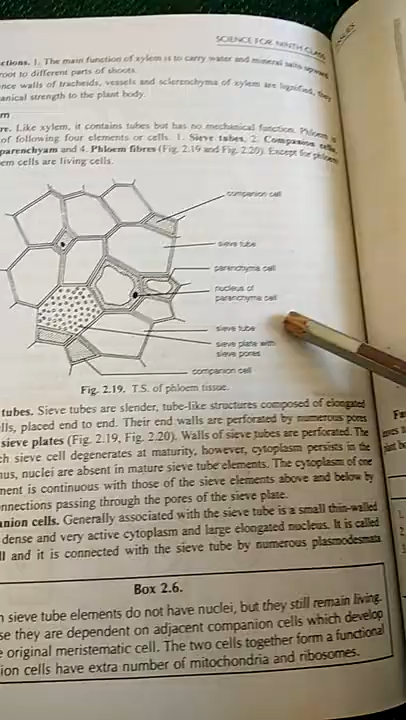 SCIENCE FOR NINTH CLASS
ctions. 1. The main function of xylem is to carry water and mineral salts upward
root to different parts of shoots.
nce walls of tracheids, vessels and sclerenchyma of xylem are lignified, they
anical strength to the plant body.
m
re. Like xylem, it contains tubes but has no mechanical function. Phloem is
of following four elements or cells. 1. Sieve tubes, 2. Companion cells,
parenchyam and 4. Phloem fibres (Fig. 2.19 and Fig. 2.20). Except for phloem
em cells are living cells.
companion cell
sieve tube
parenchyma cell
nucleus of
parenchyma cell
sieve tube
sieve plate with
sieve pores
companion cell
Fig. 2.19. T.S. of phloem tissue.
tubes. Sieve tubes are slender, tube-like structures composed of elongated
lls, placed end to end. Their end walls are perforated by numerous pores
sieve plates (Fig. 2.19, Fig. 2.20). Walls of sieve tubes are perforated. The
ch sieve cell degenerates at maturity, however, cytoplasm persists in the
us, nuclei are absent in mature sieve tube elements. The cytoplasm of one
ment is continuous with those of the sieve elements above and below by
onnections passing through the pores of the sieve plate.
anion cells. Generally associated with the sieve tube is a small thin-walled
dense and very active cytoplasm and large elongated nucleus. It is called
ll and it is connected with the sieve tube by numerous plasmodesmata
Box 2.6.
n sieve tube elements do not have nuclei, but they still remain living.
se they are dependent on adjacent companion cells which develop
e original meristematic cell. The two cells together form a functional
ion cells have extra number of mitochondria and ribosomes.